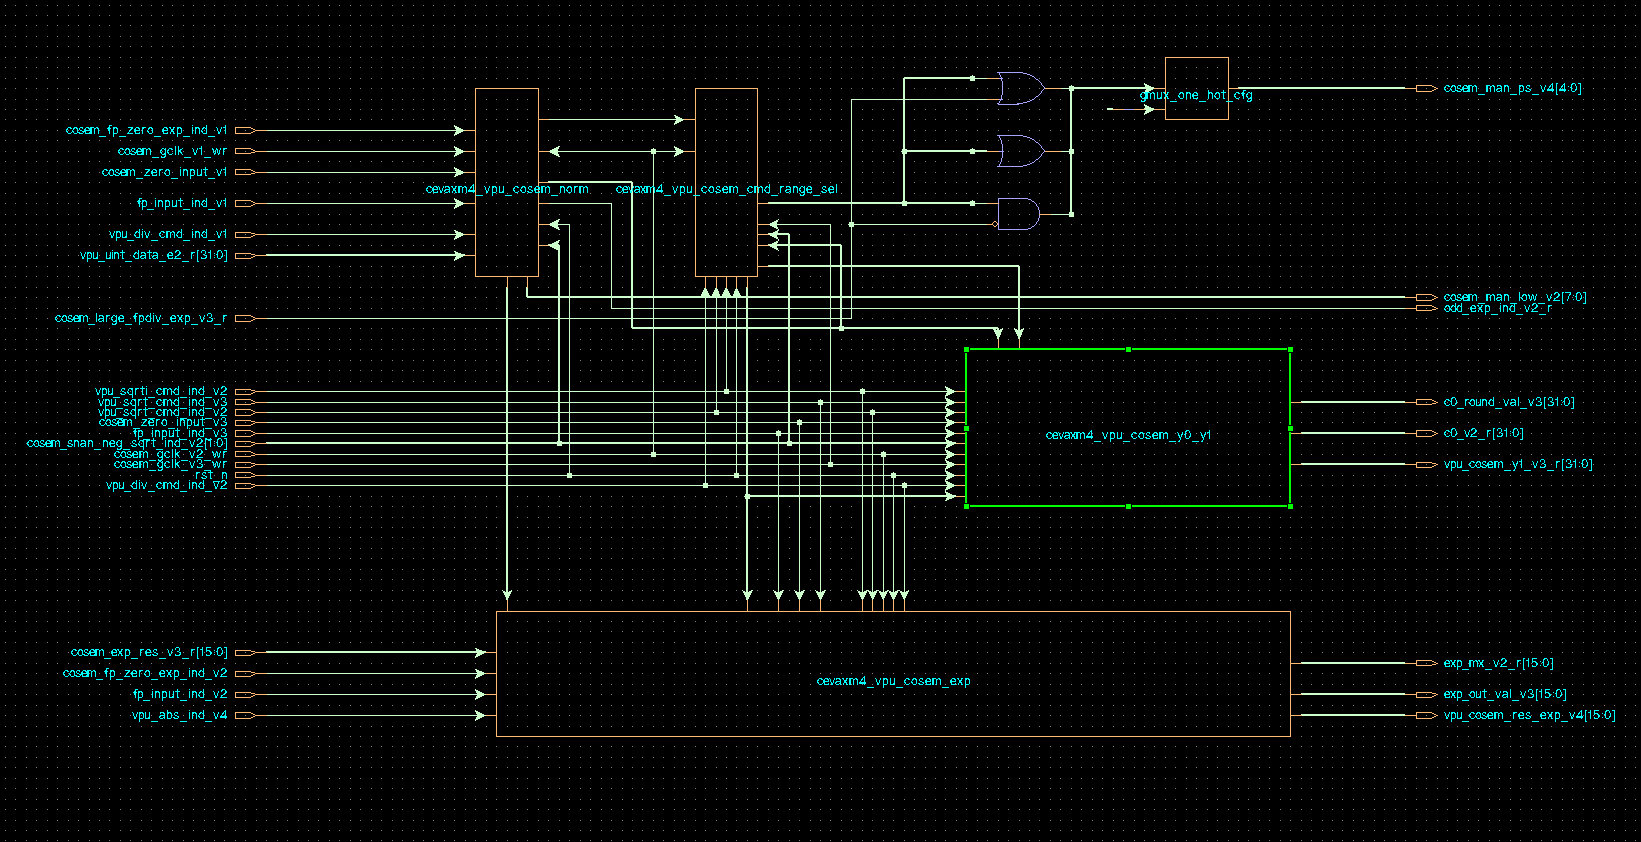 cosem_man_ps_v4[4:0]
gmux_one_hot_cfg
cosem_fp_zero_exp_ind_v1
cosem_gclk_v1_wr
cosem_zero_input_v1
cevaxm4_vpu_cosem_norm
cevaxm4_vpu_cosem_cmd_range_sel
fp_input_ind_v1
vpu_div_cmd_ind_v1
vpu_uint_data_e2_r[31:0]
cosem_man_low_v2[7:0]
odd_exp_ind_v2_r
cosem_large_fpdiv_exp_v3_r
vpu_sqrti_cmd_ind_v2
vpu_sqrt_cmd_ind_v3
vpu_sqrt_cmd_ind_v2
cosem_zero_input_v3
fp_input_ind_v3
cosem_snan_neg_sqrt_ind_v2[1:0]
cosem_gclk_v2_wr
cosem_gclk_v3_wr
rst_n
vpu_div_cmd_ind_v2
cevaxm4_vpu_cosem_y0_y1
c0_round_val_v3[31:0]
c0_v2_r[31:0]
vpu_cosem_y1_v3_r[31:0]
cosem_exp_res_v3_r[15:0]
cosem_fp_zero_exp_ind_v2
fp_input_ind_v2
vpu_abs_ind_v4
cevaxm4_vpu_cosem_exp
exp_mx_v2_r[15:0]
exp_out_val_v3[15:0]
vpu_cosem_res_exp_v4[15:0]